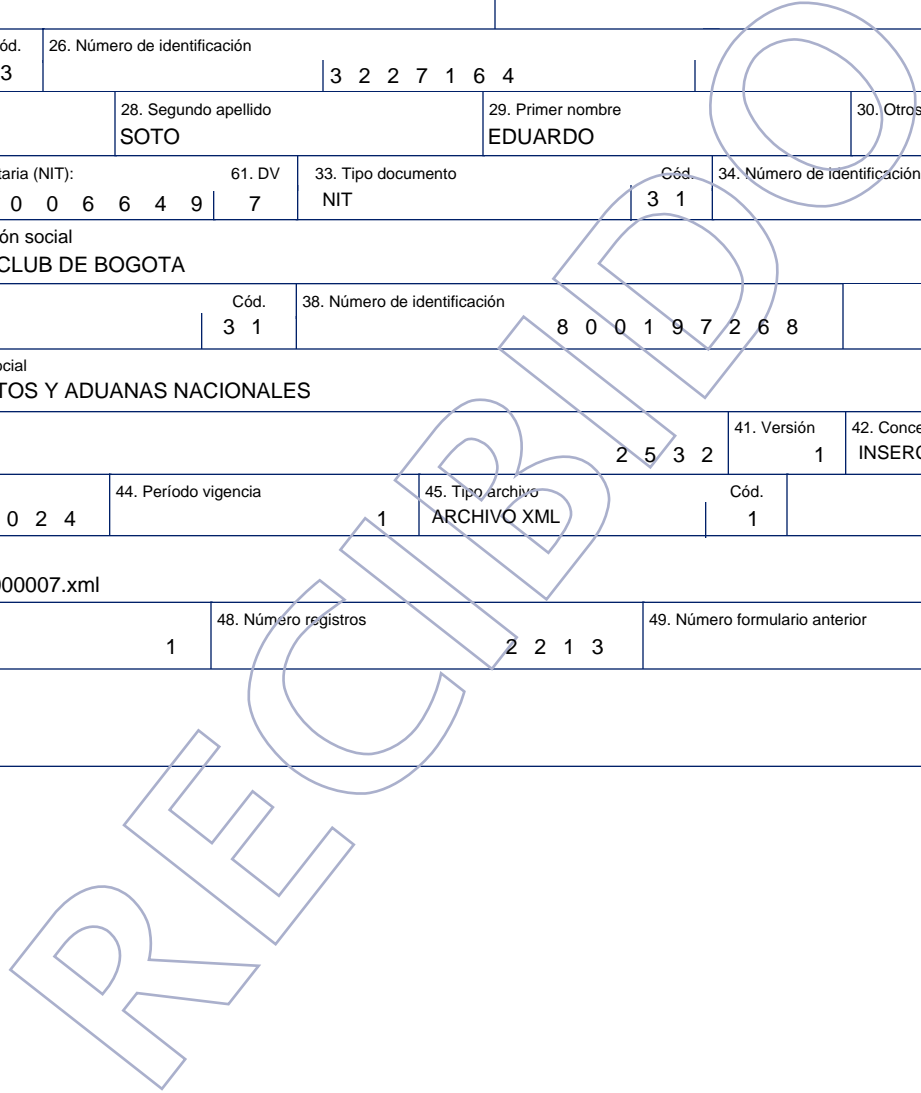 ód. 26. Número de identificación
3 3 2 2 7 1 6 4
28. Segundo apellido 29. Primer nombre 30. Otros
SOTO EDUARDO
taria (NIT): 61. DV 33. Tipo documento Cód. 34. Número de identificación
0 0 6 6 4 9 7 NIT 3 1
ón social
CLUB DE BOGOTA
Cód. 38. Número de identificación
3 1 8 0 0 1 9 7 2 6 8
ocial
TOS Y ADUANAS NACIONALES
41. Versión 42. Conce
2 5 3 2 1 INSERC
44. Período vigencia 45. Tipo archivo Cód.
0 2 4 1 ARCHIVO XML 1
000007.xml
48. Número registros 49. Número formulario anterior
1 2 2 1 3
RECIBIDO